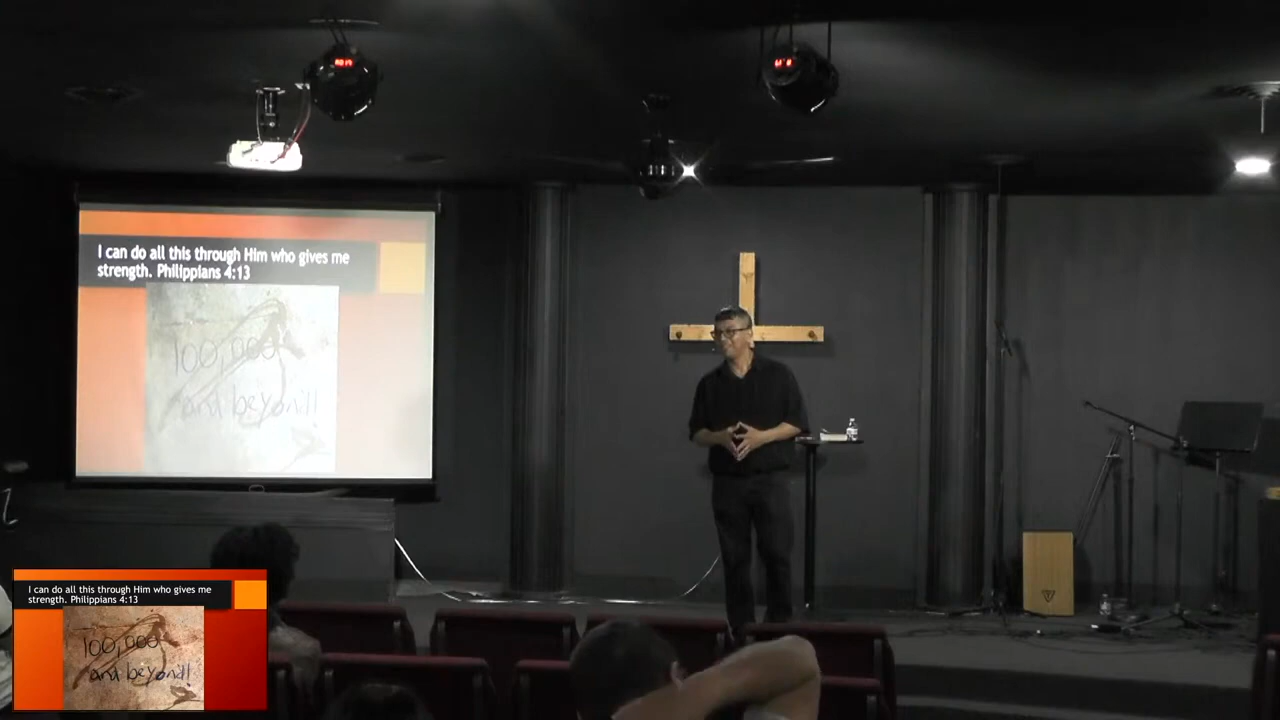 I can do all this through Him who gives me
strength. Philippians 4:13
100,000
and beyond!
I can do all this through Him who gives me
strength. Philippians 4:13
100,000
and beyond!